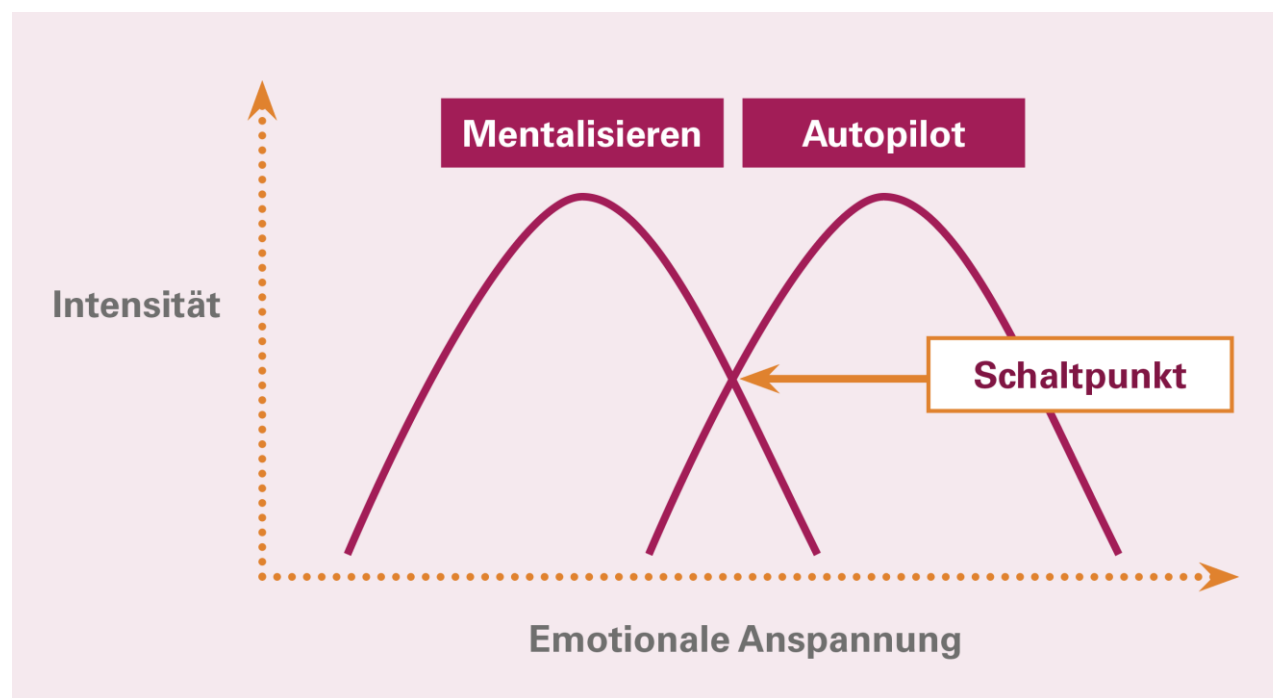 Mentalisieren
Autopilot
Intensität
Schaltpunkt
Emotionale Anspannung